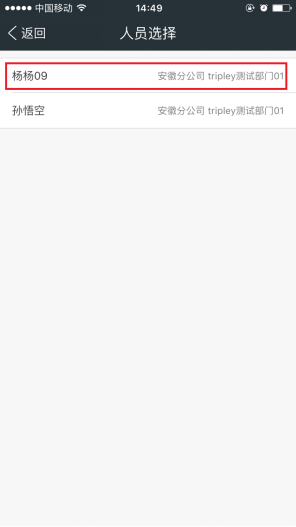 中国移动 14:49
返回 人员选择
杨杨09 安徽分公司 tripley测试部门01
孙悟空 安徽分公司 tripley测试部门01